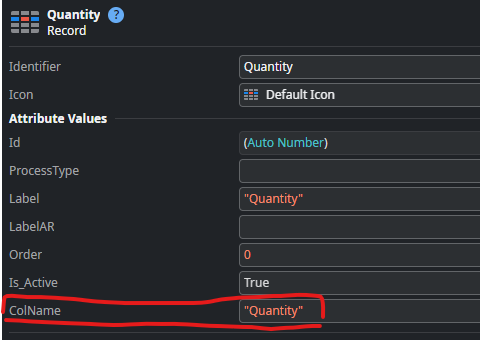 Quantity ?
Record
Identifier Quantity
Icon Default Icon
Attribute Values
Id (Auto Number)
ProcessType
Label "Quantity"
LabelAR
Order 0
Is_Active True
ColName "Quantity"